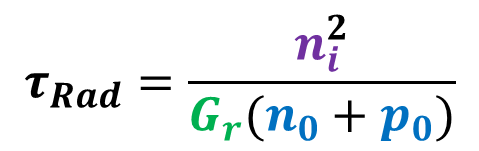 τ_Rad = n_i^2 / G_r(n_0 + p_0)